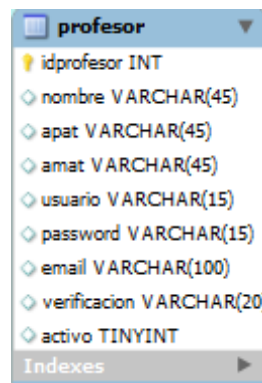 profesor
idprofesor INT
nombre VARCHAR(45)
apat VARCHAR(45)
amat VARCHAR(45)
usuario VARCHAR(15)
password VARCHAR(15)
email VARCHAR(100)
verificacion VARCHAR(20
activo TINYINT
Indexes